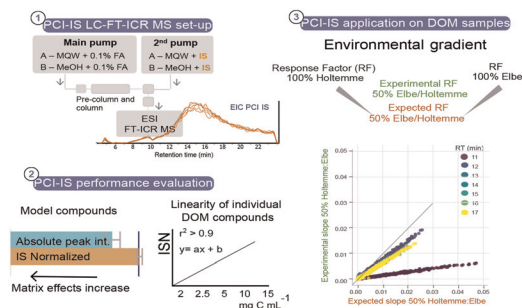 1 PCI-IS LC-FT-ICR MS set-up
Main pump
A – MQW + 0.1% FA
B – MeOH + 0.1% FA
2nd pump
A – MQW + IS
B – MeOH + IS
Pre-column and
column
ESI
FT-ICR MS
EIC PCI IS
4 6 8 10 12 14 16 18 20 22 24
Retention time (min)
2 PCI-IS performance evaluation
Model compounds
Absolute peak int.
IS Normalized
Matrix effects increase
Linearity of individual
DOM compounds
ISN
r² > 0.9
y= ax + b
2 2.5 5 10 15
mg C mL⁻¹
3 PCI-IS application on DOM samples
Environmental gradient
Response Factor (RF)
100% Holtemme
RF
100% Elbe
Experimental RF
50% Elbe/Holtemme
Expected RF
50% Elbe/Holtemme
RT (min)
11
12
13
14
15
16
17
Experimental slope 50% Holtemme:Elbe
0.05
0.04
0.03
0.02
0.01
0.00
0.00 0.01 0.02 0.03 0.04 0.05
Expected slope 50% Holtemme:Elbe